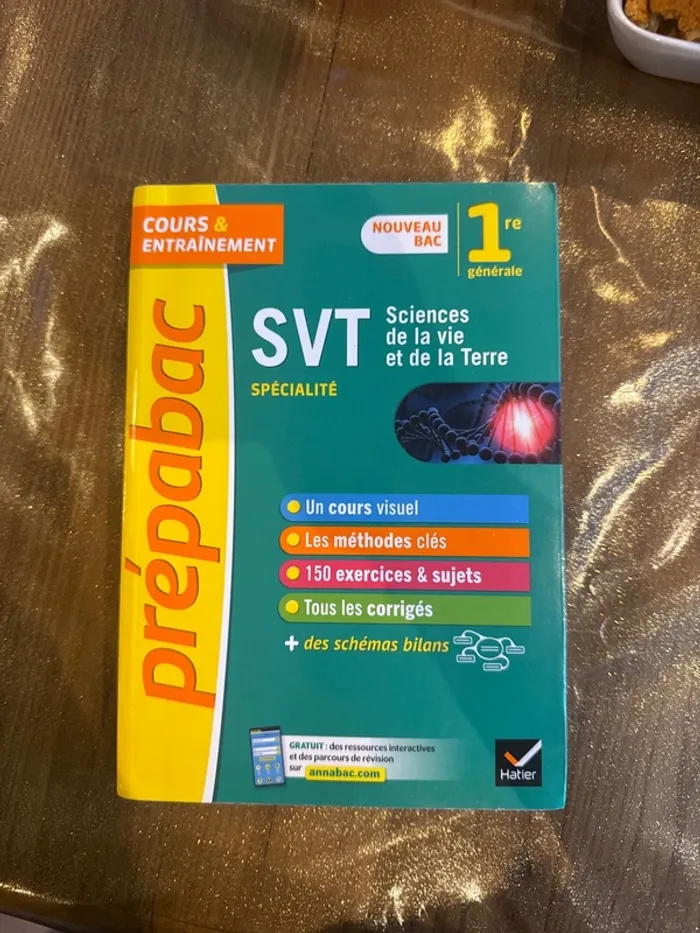 COURS &
ENTRAÎNEMENT
NOUVEAU
BAC
1re
générale
prépabac
SVT
Sciences
de la vie
et de la Terre
SPÉCIALITÉ
Un cours visuel
Les méthodes clés
150 exercices & sujets
Tous les corrigés
+ des schémas bilans
GRATUIT : des ressources interactives
et des parcours de révision
sur annabac.com
Hatier